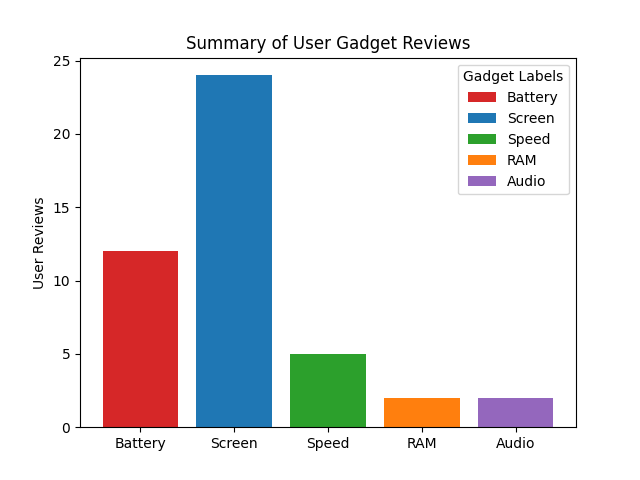 Summary of User Gadget Reviews
User Reviews
25
20
15
10
5
0
Gadget Labels
Battery
Screen
Speed
RAM
Audio
Battery
Screen
Speed
RAM
Audio